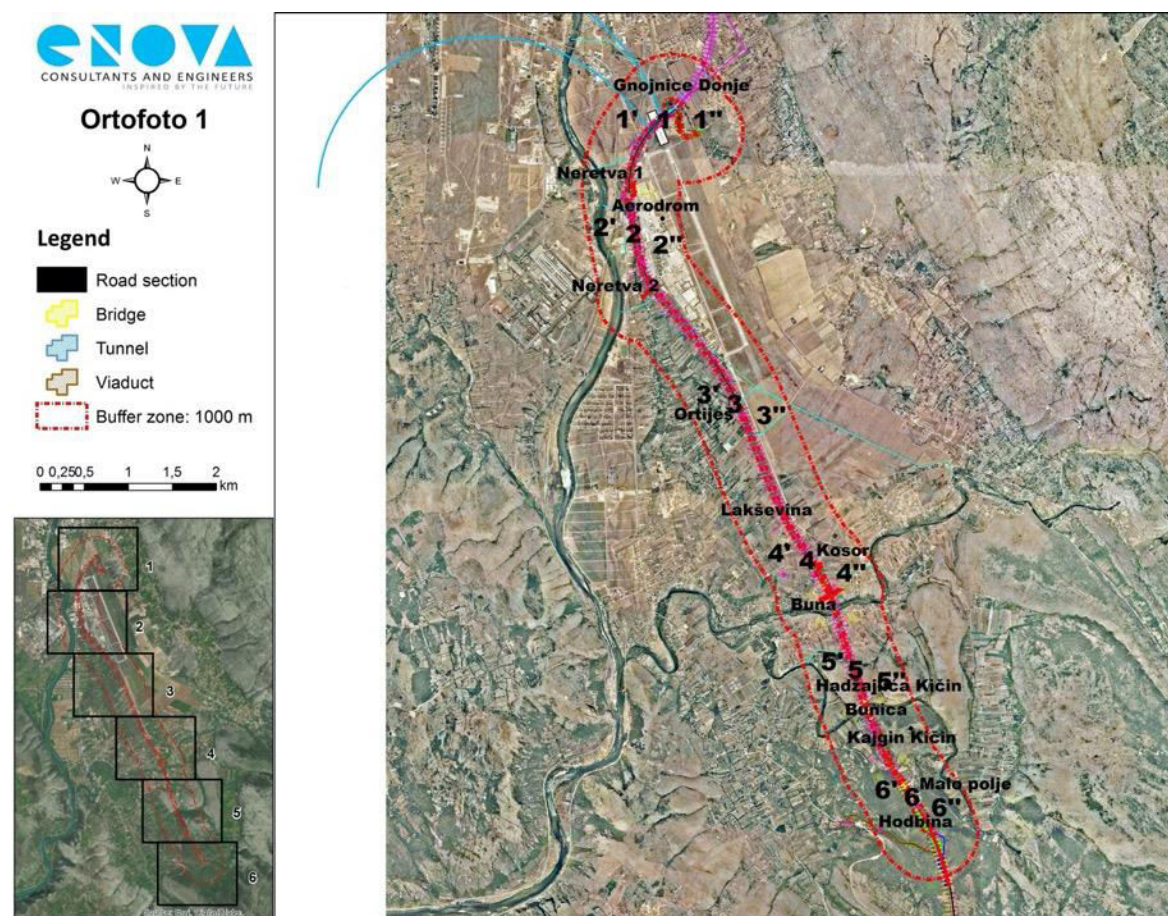 eNOVA
CONSULTANTS AND ENGINEERS
INSPIRED BY THE FUTURE
Ortofoto 1
N
W E
S
Legend
Road section
Bridge
Tunnel
Viaduct
Buffer zone: 1000 m
0 0,250,5 1 1,5 2
km
1
2
3
4
5
6
Gnojnice Donje
1' 1 1"
Neretva 1
Aerodrom
2' 2 2"
Neretva 2
3' 3 3"
Ortiješ
Lakševina
Kosor
4' 4 4"
Buna
5' 5 5"
Hadzajuća Kičin
Bunica
Kajgin Kičin
Malo polje
6' 6 6"
Hodbina